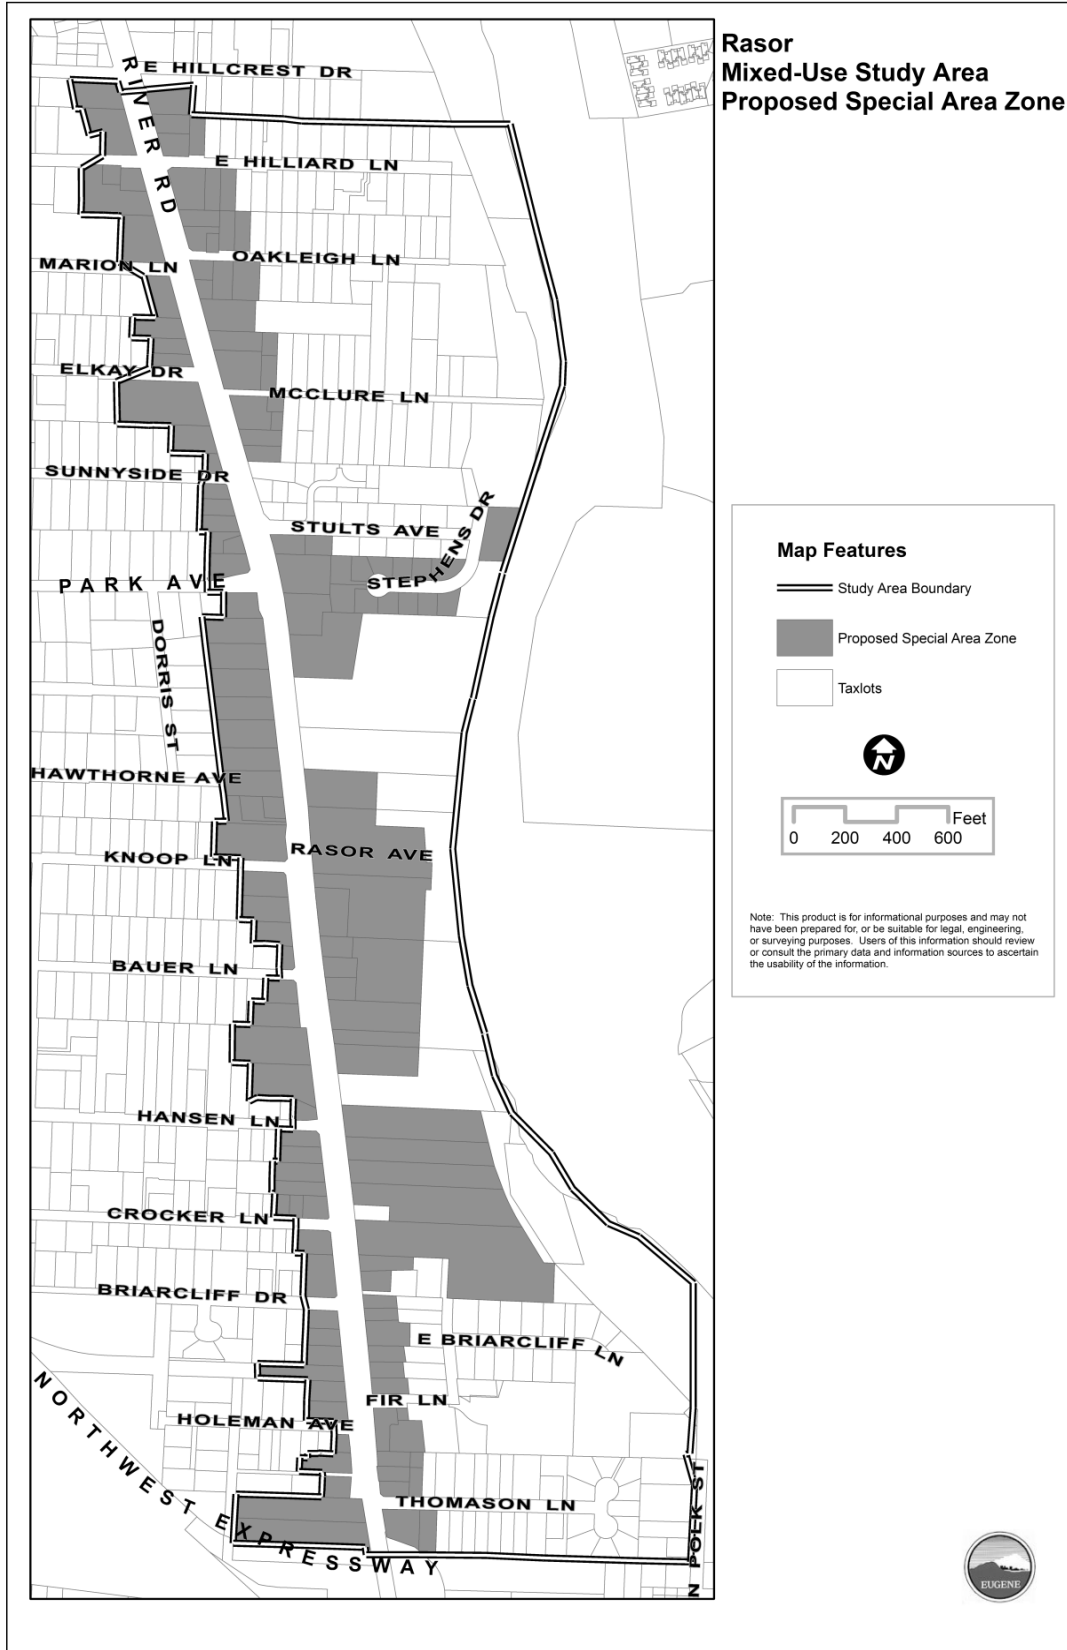 Rasor
Mixed-Use Study Area
Proposed Special Area Zone
E HILLCREST DR
RIVER RD
E HILLIARD LN
OAKLEIGH LN
MARION LN
ELKAY DR
MCCLURE LN
SUNNYSIDE DR
STULTS AVE
STEPHENS DR
PARK AVE
DORRIS ST
HAWTHORNE AVE
RASOR AVE
KNOOP LN
BAUER LN
HANSEN LN
CROCKER LN
BRIARCLIFF DR
E BRIARCLIFF LN
FIR LN
HOLEMAN AVE
NORTHWEST EXPRESSWAY
THOMASON LN
N POLK ST
Map Features
Study Area Boundary
Proposed Special Area Zone
Taxlots
N
Feet
0 200 400 600
Note: This product is for informational purposes and may not
have been prepared for, or be suitable for legal, engineering,
or surveying purposes. Users of this information should review
or consult the primary data and information sources to ascertain
the usability of the information.
EUGENE